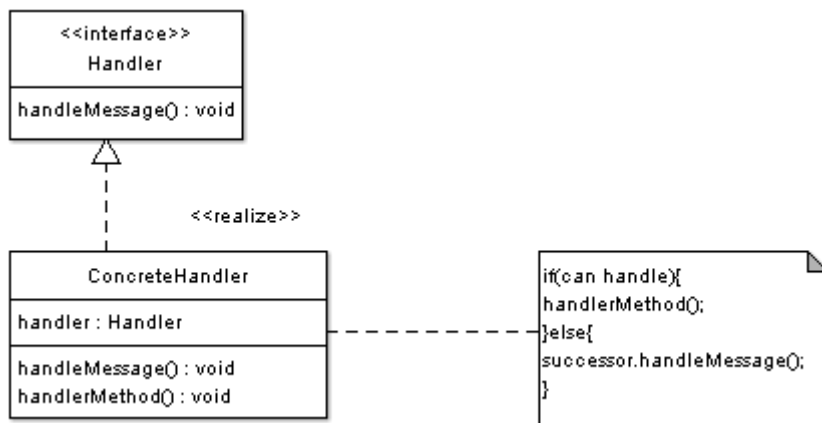 <<interface>>
Handler
handleMessage() : void
<<realize>>
ConcreteHandler
handler : Handler
handleMessage() : void
handlerMethod() : void
if(can handle){
handlerMethod();
}else{
successor.handleMessage();
}